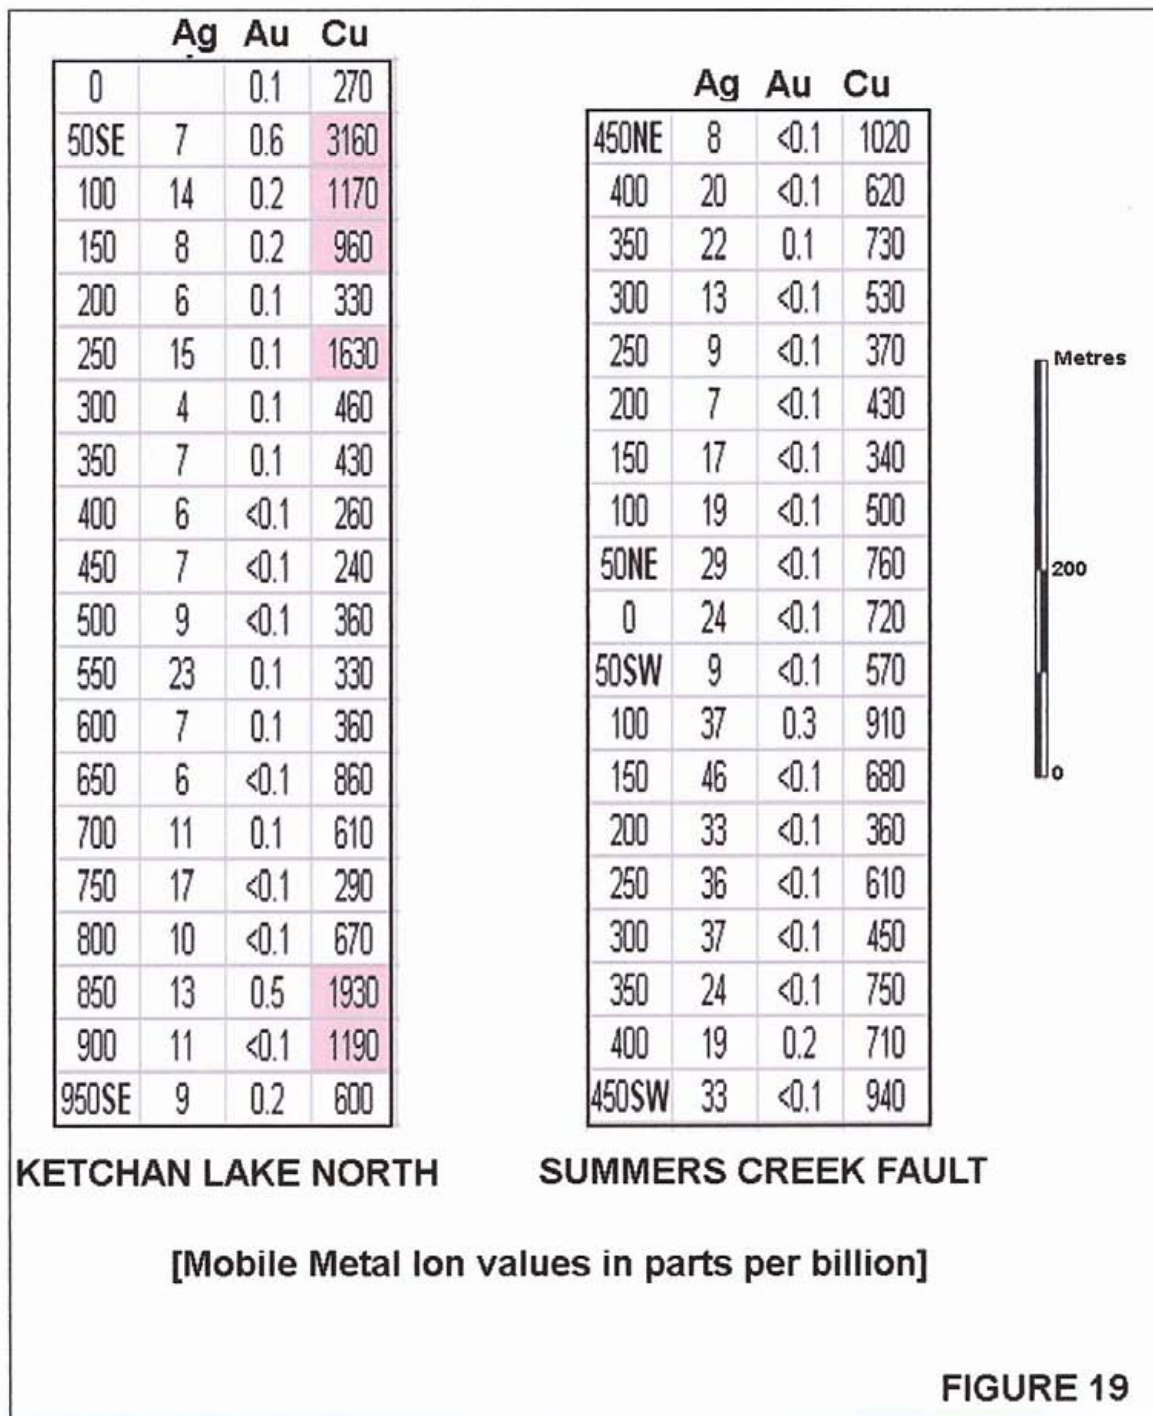 Ag Au Cu
0 0.1 270
50SE 7 0.6 3160
100 14 0.2 1170
150 8 0.2 960
200 6 0.1 330
250 15 0.1 1630
300 4 0.1 460
350 7 0.1 430
400 6 <0.1 260
450 7 <0.1 240
500 9 <0.1 360
550 23 0.1 330
600 7 0.1 360
650 6 <0.1 860
700 11 0.1 610
750 17 <0.1 290
800 10 <0.1 670
850 13 0.5 1930
900 11 <0.1 1190
950SE 9 0.2 600
KETCHAN LAKE NORTH
Ag Au Cu
450NE 8 <0.1 1020
400 20 <0.1 620
350 22 0.1 730
300 13 <0.1 530
250 9 <0.1 370
200 7 <0.1 430
150 17 <0.1 340
100 19 <0.1 500
50NE 29 <0.1 760
0 24 <0.1 720
50SW 9 <0.1 570
100 37 0.3 910
150 46 <0.1 680
200 33 <0.1 360
250 36 <0.1 610
300 37 <0.1 450
350 24 <0.1 750
400 19 0.2 710
450SW 33 <0.1 940
SUMMERS CREEK FAULT
Metres
200
0
[Mobile Metal Ion values in parts per billion]
FIGURE 19